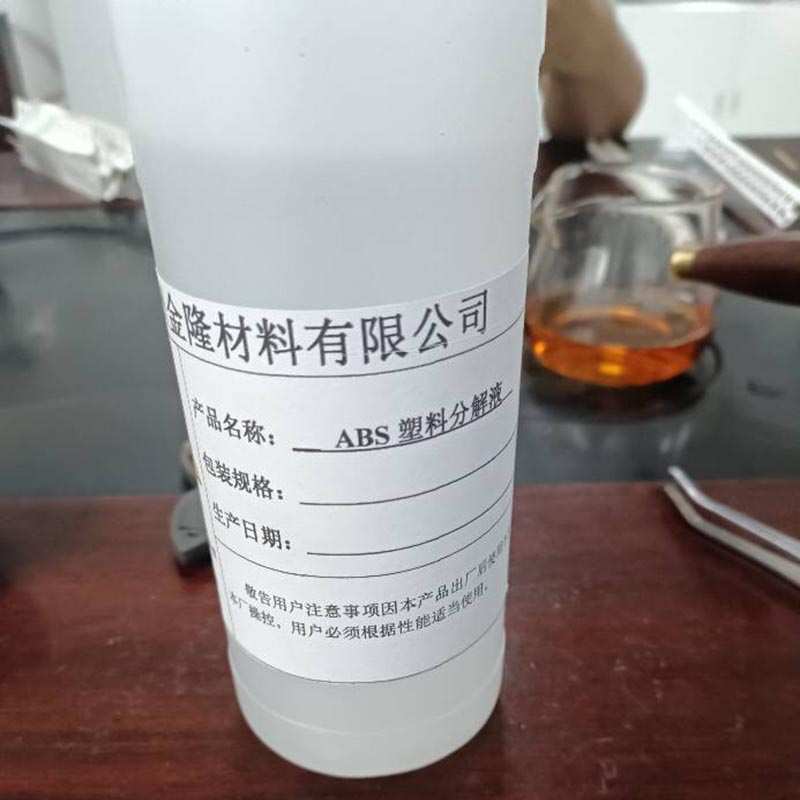 金隆材料有限公司
产品名称： ABS 塑料分解液
包装规格：
生产日期：
敬告用户注意事项因本产品出厂后使用
本厂操控、用户必须根据性能适当使用。